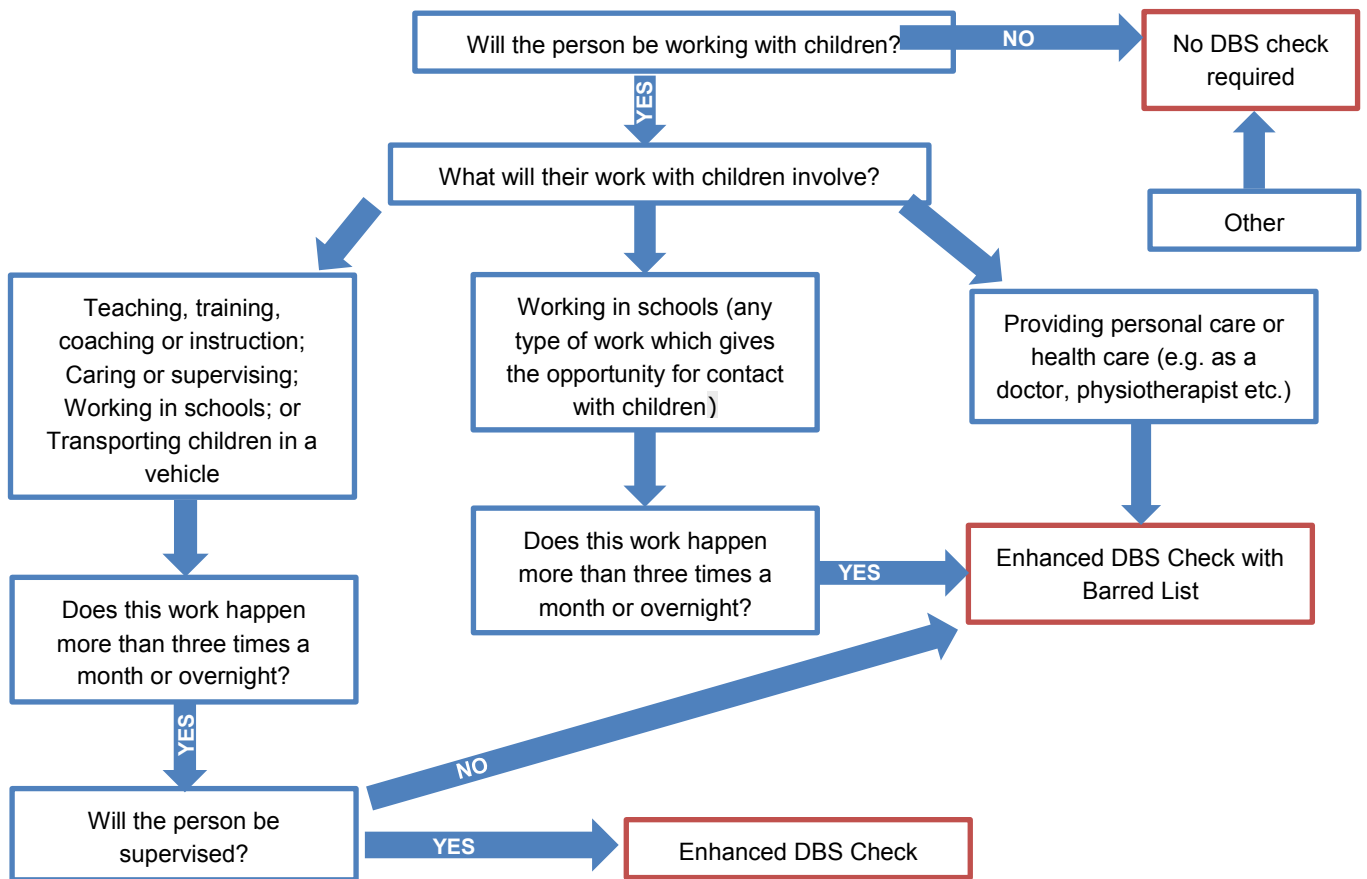 Will the person be working with children?
NO
No DBS check
required
YES
What will their work with children involve?
Other
Teaching, training,
coaching or instruction;
Caring or supervising;
Working in schools; or
Transporting children in a
vehicle
Working in schools (any
type of work which gives
the opportunity for contact
with children)
Providing personal care or
health care (e.g. as a
doctor, physiotherapist etc.)
Does this work happen
more than three times a
month or overnight?
YES
Enhanced DBS Check with
Barred List
Does this work happen
more than three times a
month or overnight?
YES
NO
Will the person be
supervised?
YES
Enhanced DBS Check